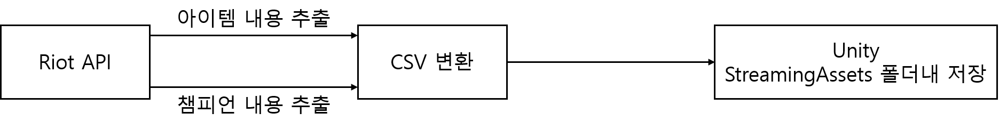 아이템 내용 추출
Riot API
CSV 변환
Unity
StreamingAssets 폴더내 저장
챔피언 내용 추출